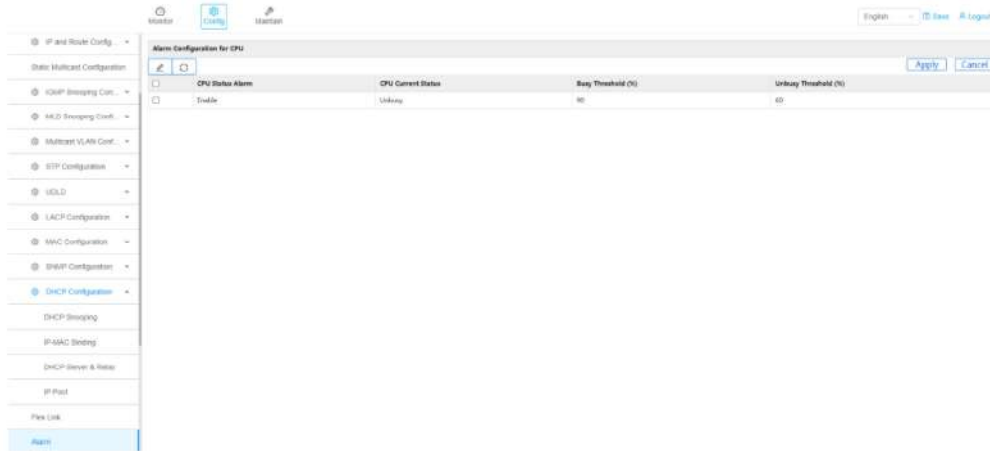 Monitor
Config
Maintain
English
Save
Logout
IP and Route Config...
Static Multicast Configuration
IGMP Snooping Con...
MLD Snooping Confi...
Multicast VLAN Conf...
STP Configuration
UDLD
LACP Configuration
MAC Configuration
SNMP Configuration
DHCP Configuration
DHCP Snooping
IP-MAC Binding
DHCP Server & Relay
IP Pool
Flex Link
Alarm
Alarm Configuration for CPU
Apply
Cancel
CPU Status Alarm CPU Current Status Busy Threshold (%) Unbusy Threshold (%)
Enable Unbusy 90 60